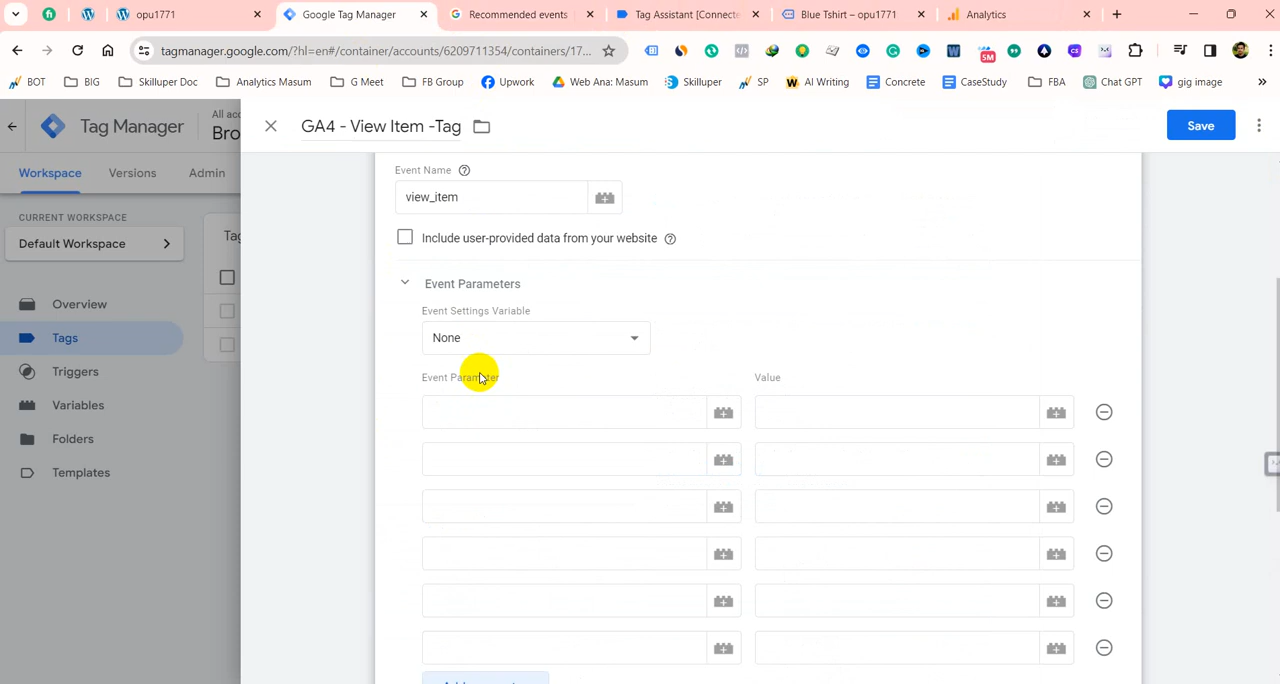 opu1771
Google Tag Manager
Recommended events
Tag Assistant [Connecte
Blue Tshirt – opu1771
Analytics
tagmanager.google.com/?hl=en#/container/accounts/6209711354/containers/17...
BOT
BIG
Skilluper Doc
Analytics Masum
G Meet
FB Group
Upwork
Web Ana: Masum
Skilluper
SP
AI Writing
Concrete
CaseStudy
FBA
Chat GPT
gig image
Tag Manager
All acc
Bro
GA4 - View Item -Tag
Save
Workspace
Versions
Admin
CURRENT WORKSPACE
Default Workspace
Tag
Overview
Tags
Triggers
Variables
Folders
Templates
Event Name
view_item
Include user-provided data from your website
Event Parameters
Event Settings Variable
None
Event Parameter
Value